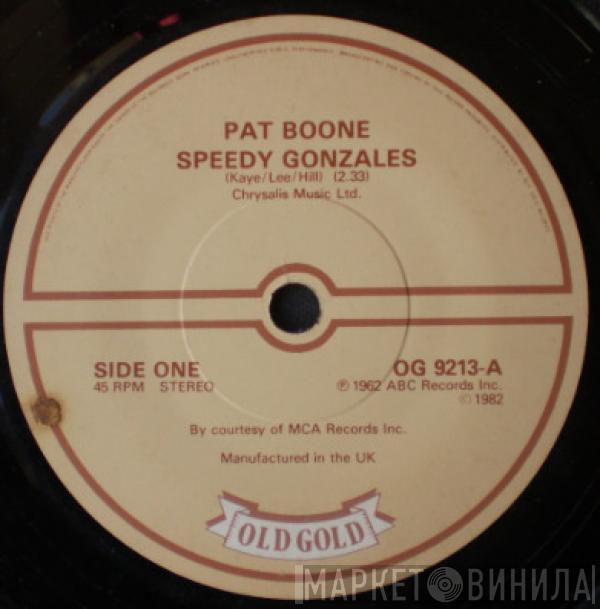 PAT BOONE
SPEEDY GONZALES
(Kaye/Lee/Hill) (2.33)
Chrysalis Music Ltd.
SIDE ONE
45 RPM STEREO
OG 9213-A
℗ 1962 ABC Records Inc.
© 1982
By courtesy of MCA Records Inc.
Manufactured in the UK
OLD GOLD
МАРКЕТ ВИНИЛА